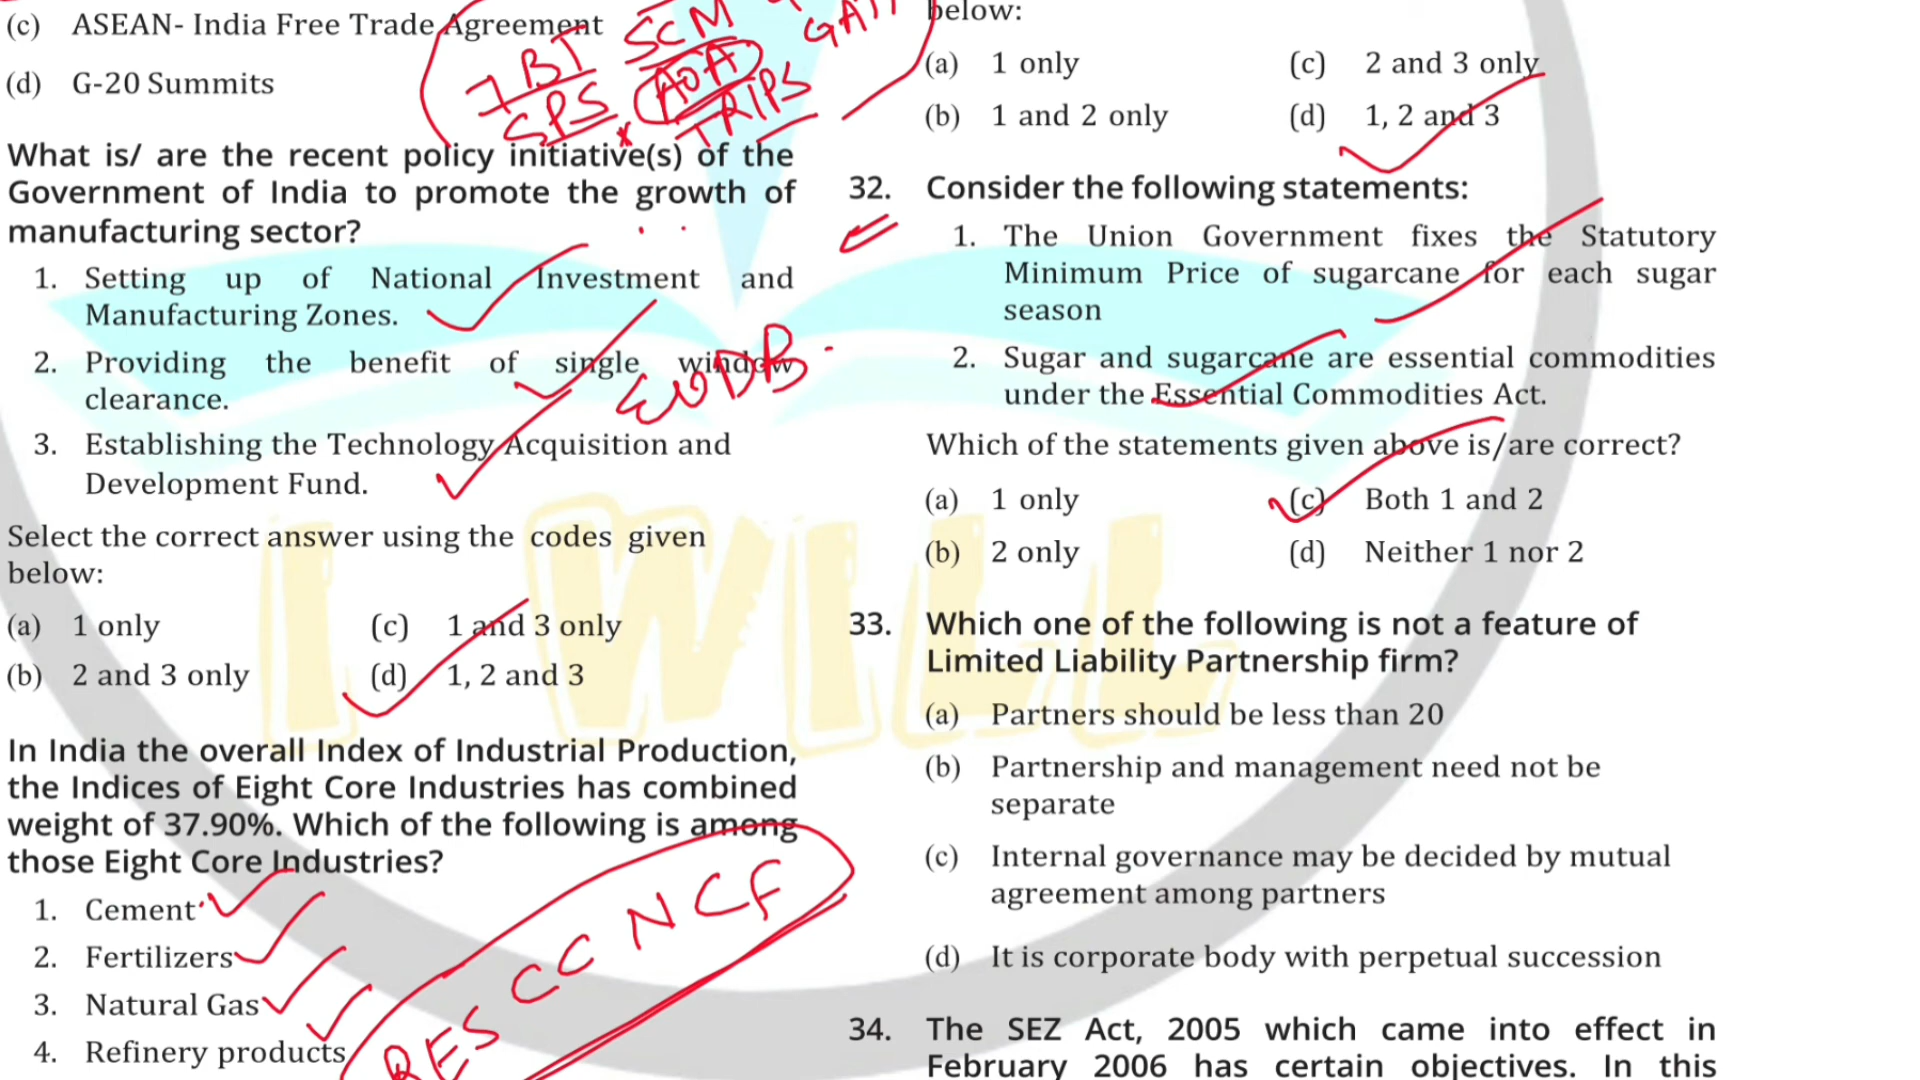 (c) ASEAN- India Free Trade Agreement
(d) G-20 Summits
TBT SCM GATT
SPS AOA
TRIPS
What is/ are the recent policy initiative(s) of the
Government of India to promote the growth of
manufacturing sector?
1. Setting up of National Investment and
Manufacturing Zones.
2. Providing the benefit of single window
clearance.
EODB
3. Establishing the Technology Acquisition and
Development Fund.
Select the correct answer using the codes given
below:
(a) 1 only (c) 1 and 3 only
(b) 2 and 3 only (d) 1, 2 and 3
In India the overall Index of Industrial Production,
the Indices of Eight Core Industries has combined
weight of 37.90%. Which of the following is among
those Eight Core Industries?
1. Cement
2. Fertilizers
3. Natural Gas
4. Refinery products
RES CC NCF
below:
(a) 1 only (c) 2 and 3 only
(b) 1 and 2 only (d) 1, 2 and 3
32. Consider the following statements:
1. The Union Government fixes the Statutory
Minimum Price of sugarcane for each sugar
season
2. Sugar and sugarcane are essential commodities
under the Essential Commodities Act.
Which of the statements given above is/are correct?
(a) 1 only (c) Both 1 and 2
(b) 2 only (d) Neither 1 nor 2
33. Which one of the following is not a feature of
Limited Liability Partnership firm?
(a) Partners should be less than 20
(b) Partnership and management need not be
separate
(c) Internal governance may be decided by mutual
agreement among partners
(d) It is corporate body with perpetual succession
34. The SEZ Act, 2005 which came into effect in
February 2006 has certain objectives. In this
I WILL